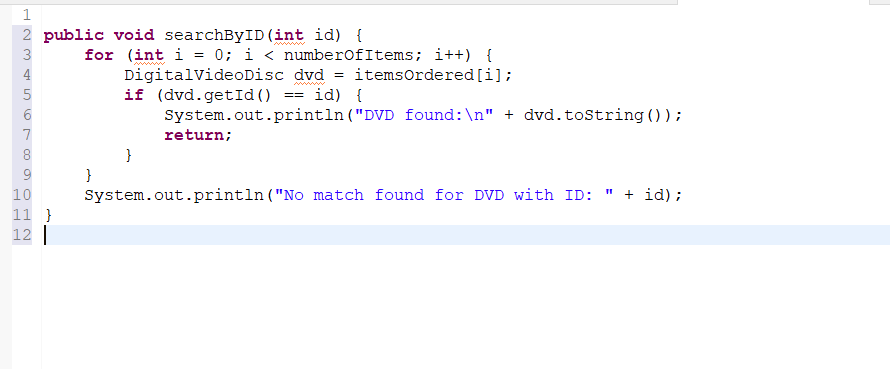 1
2 public void searchByID(int id) {
3     for (int i = 0; i < numberOfItems; i++) {
4         DigitalVideoDisc dvd = itemsOrdered[i];
5         if (dvd.getId() == id) {
6             System.out.println("DVD found:\n" + dvd.toString());
7             return;
8         }
9     }
10     System.out.println("No match found for DVD with ID: " + id);
11 }
12